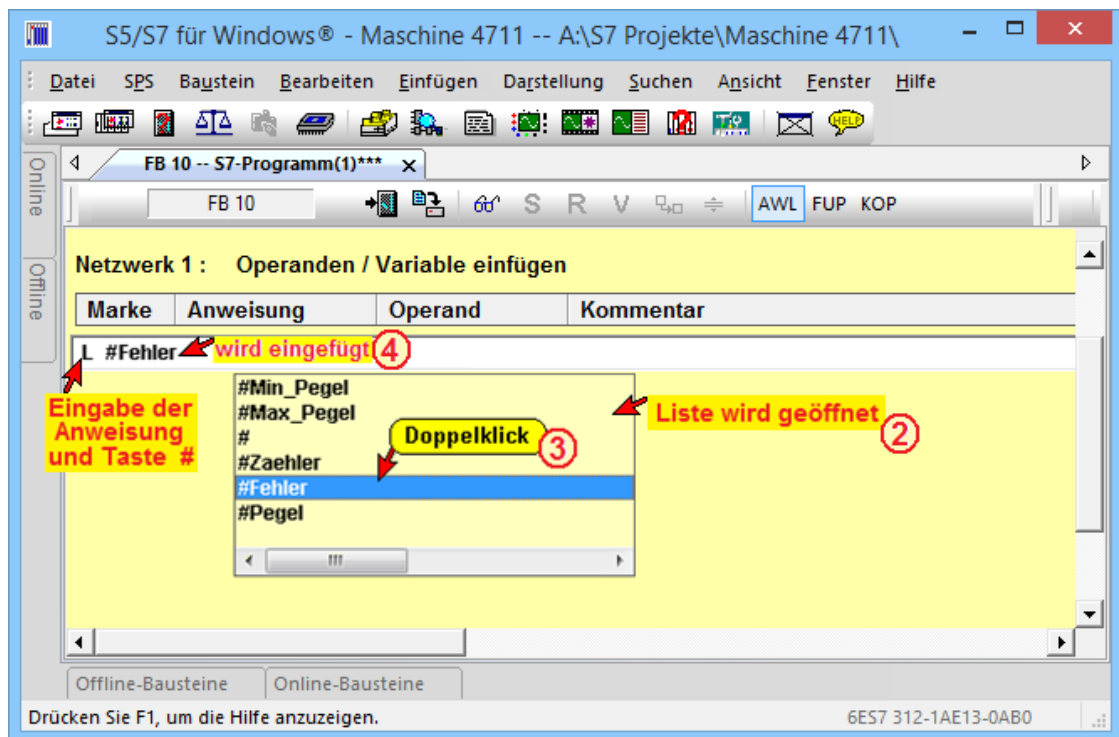 S5/S7 für Windows® - Maschine 4711 -- A:\S7 Projekte\Maschine 4711\
Datei SPS Baustein Bearbeiten Einfügen Darstellung Suchen Ansicht Fenster Hilfe
HELP
Online
Offline
FB 10 -- S7-Programm(1)*** x
FB 10 S R V AWL FUP KOP
Netzwerk 1 : Operanden / Variable einfügen
Marke Anweisung Operand Kommentar
L #Fehler wird eingefügt 4
Eingabe der
Anweisung
und Taste #
#Min_Pegel
#Max_Pegel
#
#Zaehler
#Fehler
#Pegel
Doppelklick 3
Liste wird geöffnet 2
Offline-Bausteine Online-Bausteine
Drücken Sie F1, um die Hilfe anzuzeigen. 6ES7 312-1AE13-0AB0